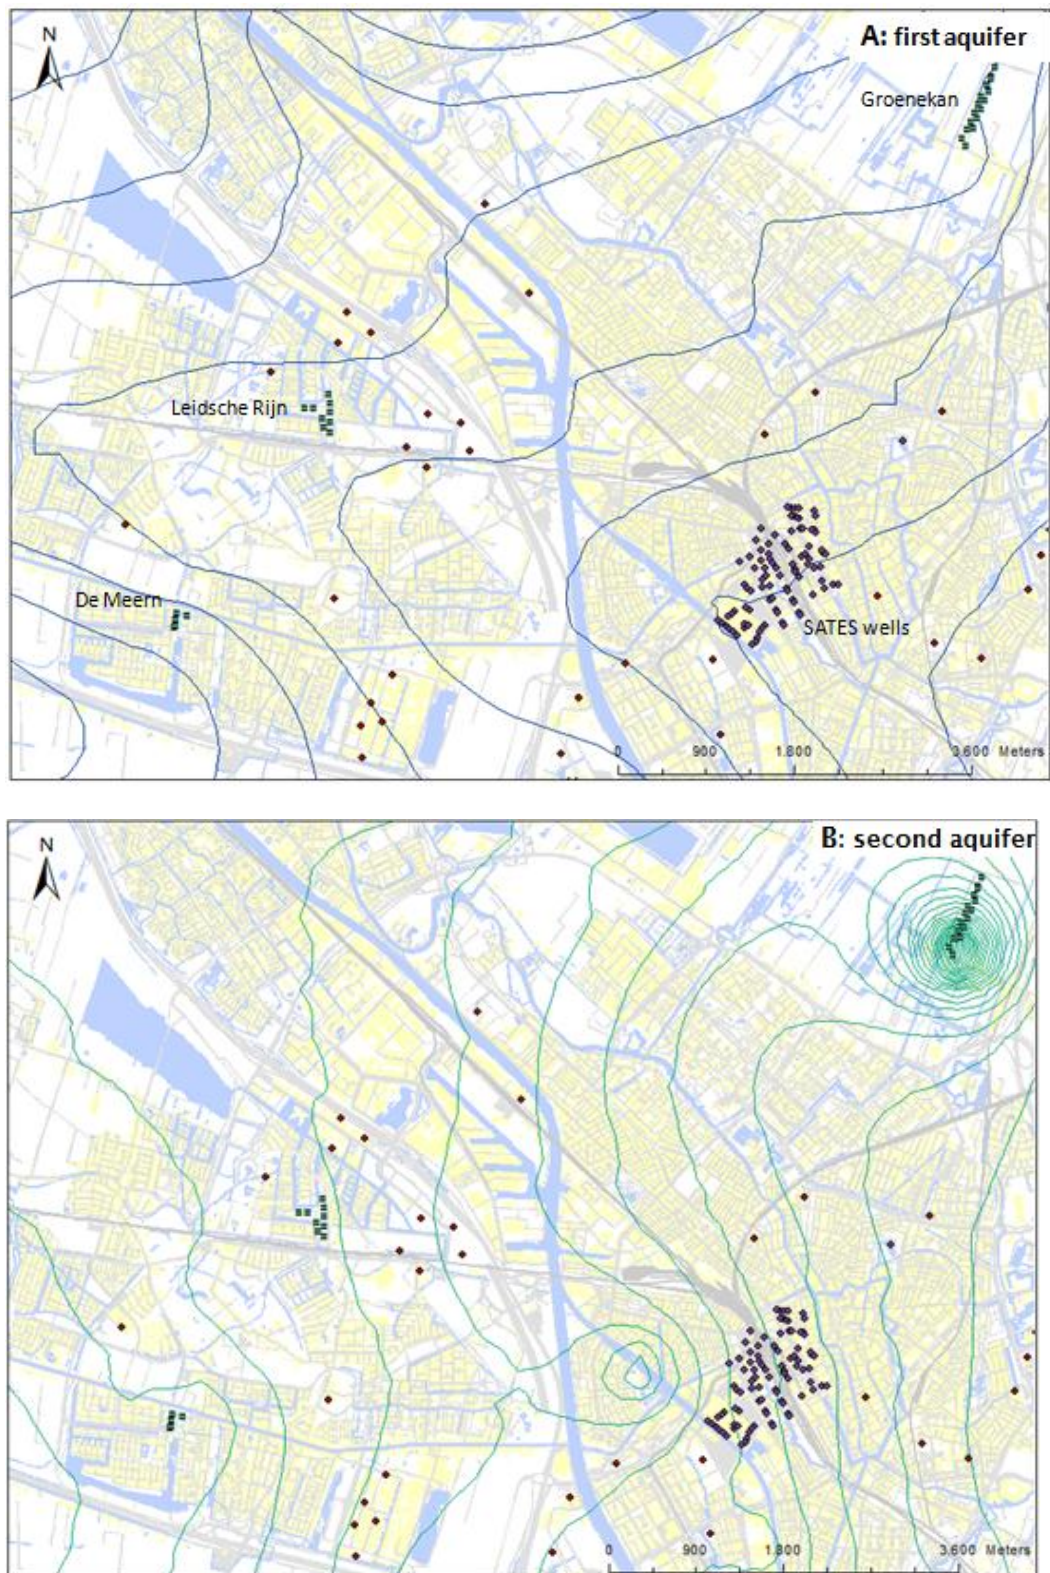 A: first aquifer
N
Groenekan
Leidsche Rijn
De Meern
SATES wells
0 900 1.800 3.600 Meters
B: second aquifer
N
0 900 1.800 3.600 Meters